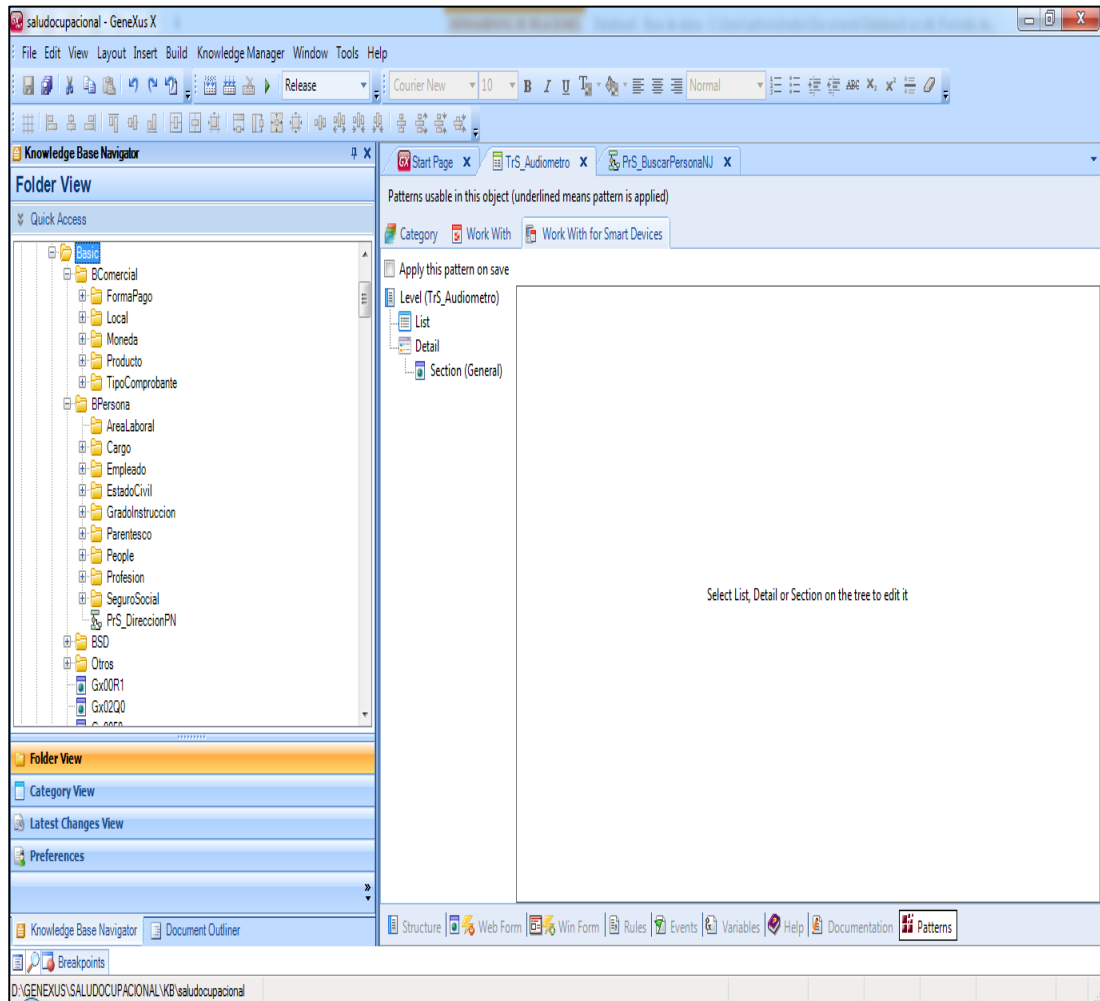 saludocupacional - GeneXus X
File Edit View Layout Insert Build Knowledge Manager Window Tools Help
Release Courier New 10 B I U Normal ABC
Knowledge Base Navigator
Folder View
Quick Access
Basic
BComercial
FormaPago
Local
Moneda
Producto
TipoComprobante
BPersona
AreaLaboral
Cargo
Empleado
EstadoCivil
GradoInstruccion
Parentesco
People
Profesion
SeguroSocial
PrS_DireccionPN
BSD
Otros
Gx00R1
Gx02Q0
Folder View
Category View
Latest Changes View
Preferences
Knowledge Base Navigator Document Outliner
Start Page TrS_Audiometro PrS_BuscarPersonaNJ
Patterns usable in this object (underlined means pattern is applied)
Category Work With Work With for Smart Devices
Apply this pattern on save
Level (TrS_Audiometro)
List
Detail
Section (General)
Select List, Detail or Section on the tree to edit it
Structure Web Form Win Form Rules Events Variables Help Documentation Patterns
Breakpoints
D:\GENEXUS\SALUDOCUPACIONAL\KB\saludocupacional